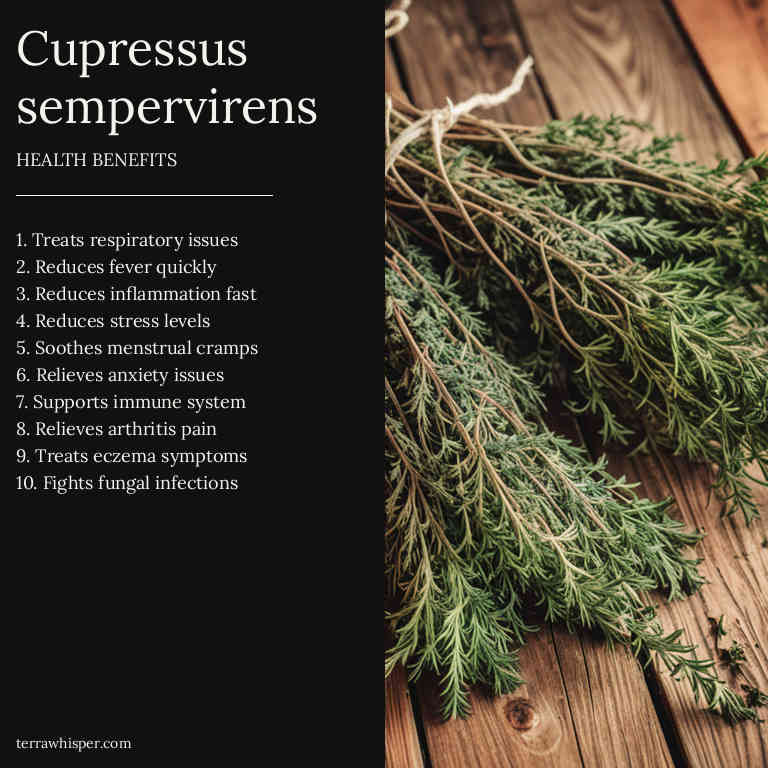 Cupressus
sempervirens
HEALTH BENEFITS
1. Treats respiratory issues
2. Reduces fever quickly
3. Reduces inflammation fast
4. Reduces stress levels
5. Soothes menstrual cramps
6. Relieves anxiety issues
7. Supports immune system
8. Relieves arthritis pain
9. Treats eczema symptoms
10. Fights fungal infections
terrawhisper.com